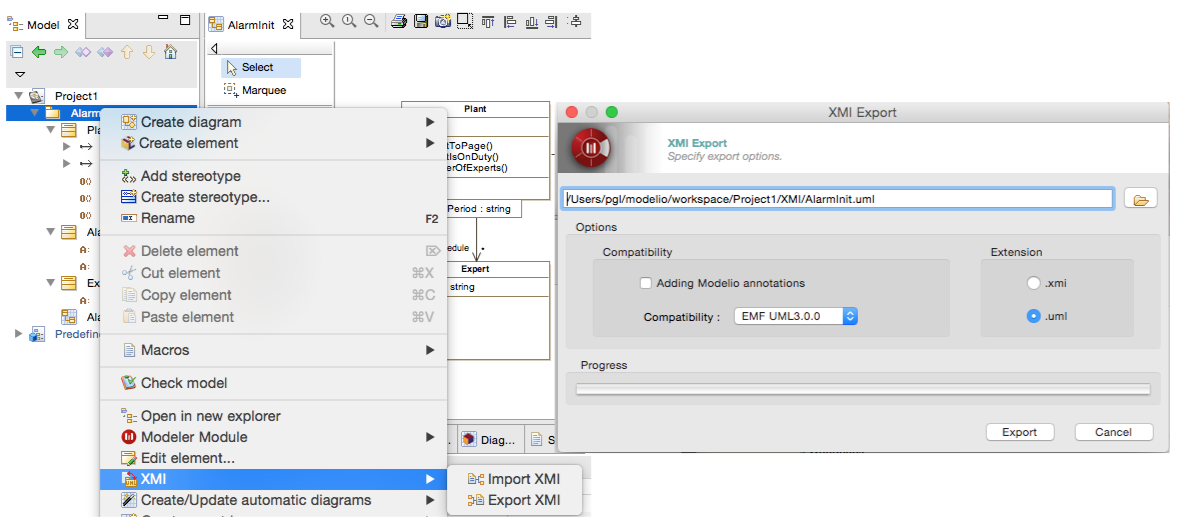 Model
AlarmInit
Select
Marquee
Project1
Alarm
Create diagram
Create element
Add stereotype
Create stereotype...
Rename F2
Delete element
Cut element ⌘X
Copy element ⌘C
Paste element ⌘V
Macros
Check model
Open in new explorer
Modeler Module
Edit element...
XMI
Create/Update automatic diagrams
Import XMI
Export XMI
Pla
Ala
Ex
Ala
Predefin
Plant
tToPage()
tIsOnDuty()
erOfExperts()
Period : string
edule *
Expert
string
Diag...
S
XMI Export
XMI Export
Specify export options.
/Users/pgl/modelio/workspace/Project1/XMI/AlarmInit.uml
Options
Compatibility
Adding Modelio annotations
Compatibility : EMF UML3.0.0
Extension
.xmi
.uml
Progress
Export Cancel